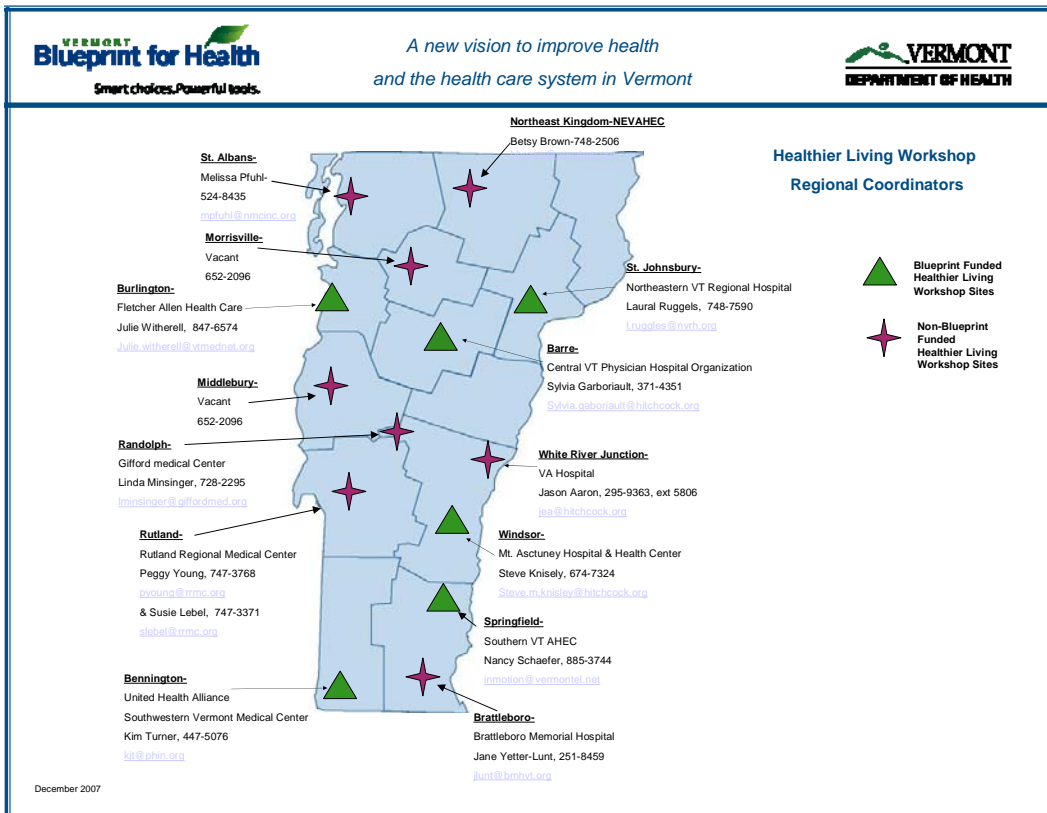 VERMONT
Blueprint for Health
Smart choices. Powerful tools.
A new vision to improve health
and the health care system in Vermont
VERMONT
DEPARTMENT OF HEALTH
Healthier Living Workshop
Regional Coordinators
Blueprint Funded
Healthier Living
Workshop Sites
Non-Blueprint
Funded
Healthier Living
Workshop Sites
Northeast Kingdom-NEVAHEC
Betsy Brown-748-2506
St. Albans-
Melissa Pfuhl-
524-8435
mpfuhl@nmcinc.org
Morrisville-
Vacant
652-2096
Burlington-
Fletcher Allen Health Care
Julie Witherell, 847-6574
Julie.witherell@vtmednet.org
St. Johnsbury-
Northeastern VT Regional Hospital
Laural Ruggels, 748-7590
l.ruggles@nvrh.org
Barre-
Central VT Physician Hospital Organization
Sylvia Garboriault, 371-4351
Sylvia.gaboriault@hitchcock.org
Middlebury-
Vacant
652-2096
Randolph-
Gifford medical Center
Linda Minsinger, 728-2295
lminsinger@giffordmed.org
White River Junction-
VA Hospital
Jason Aaron, 295-9363, ext 5806
jea@hitchcock.org
Rutland-
Rutland Regional Medical Center
Peggy Young, 747-3768
pyoung@rrmc.org
& Susie Lebel, 747-3371
slebel@rrmc.org
Windsor-
Mt. Asctuney Hospital & Health Center
Steve Knisely, 674-7324
Steve.m.knisley@hitchcock.org
Springfield-
Southern VT AHEC
Nancy Schaefer, 885-3744
inmotion@vermontel.net
Bennington-
United Health Alliance
Southwestern Vermont Medical Center
Kim Turner, 447-5076
kjt@phin.org
Brattleboro-
Brattleboro Memorial Hospital
Jane Yetter-Lunt, 251-8459
jlunt@bmhvt.org
December 2007